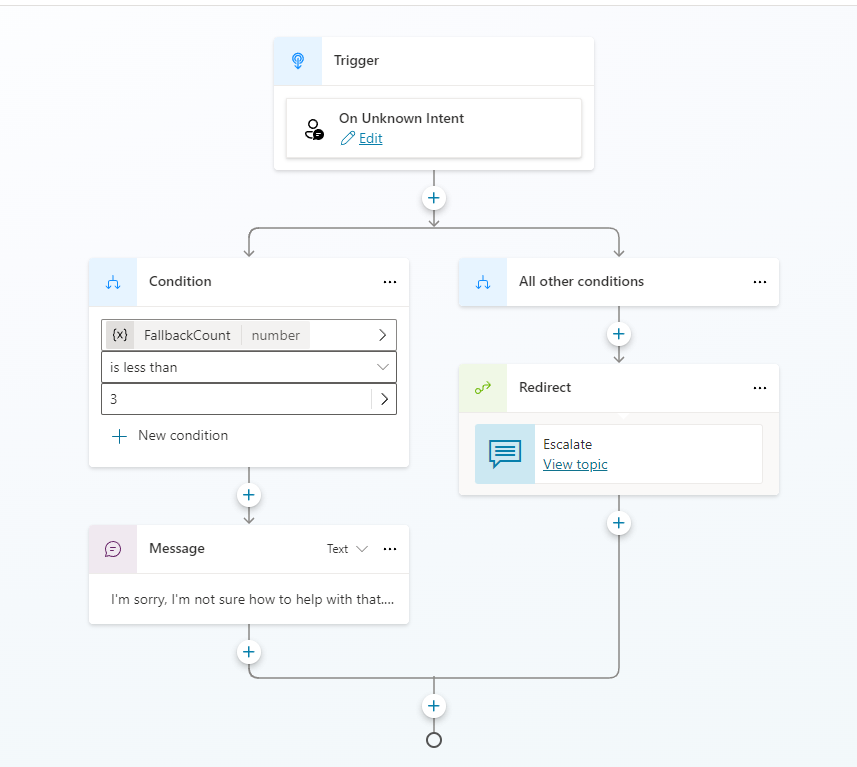 Trigger
On Unknown Intent
Edit
Condition
...
All other conditions
...
{x} FallbackCount number
is less than
3
New condition
Redirect
...
Escalate
View topic
Message
Text
...
I'm sorry, I'm not sure how to help with that....